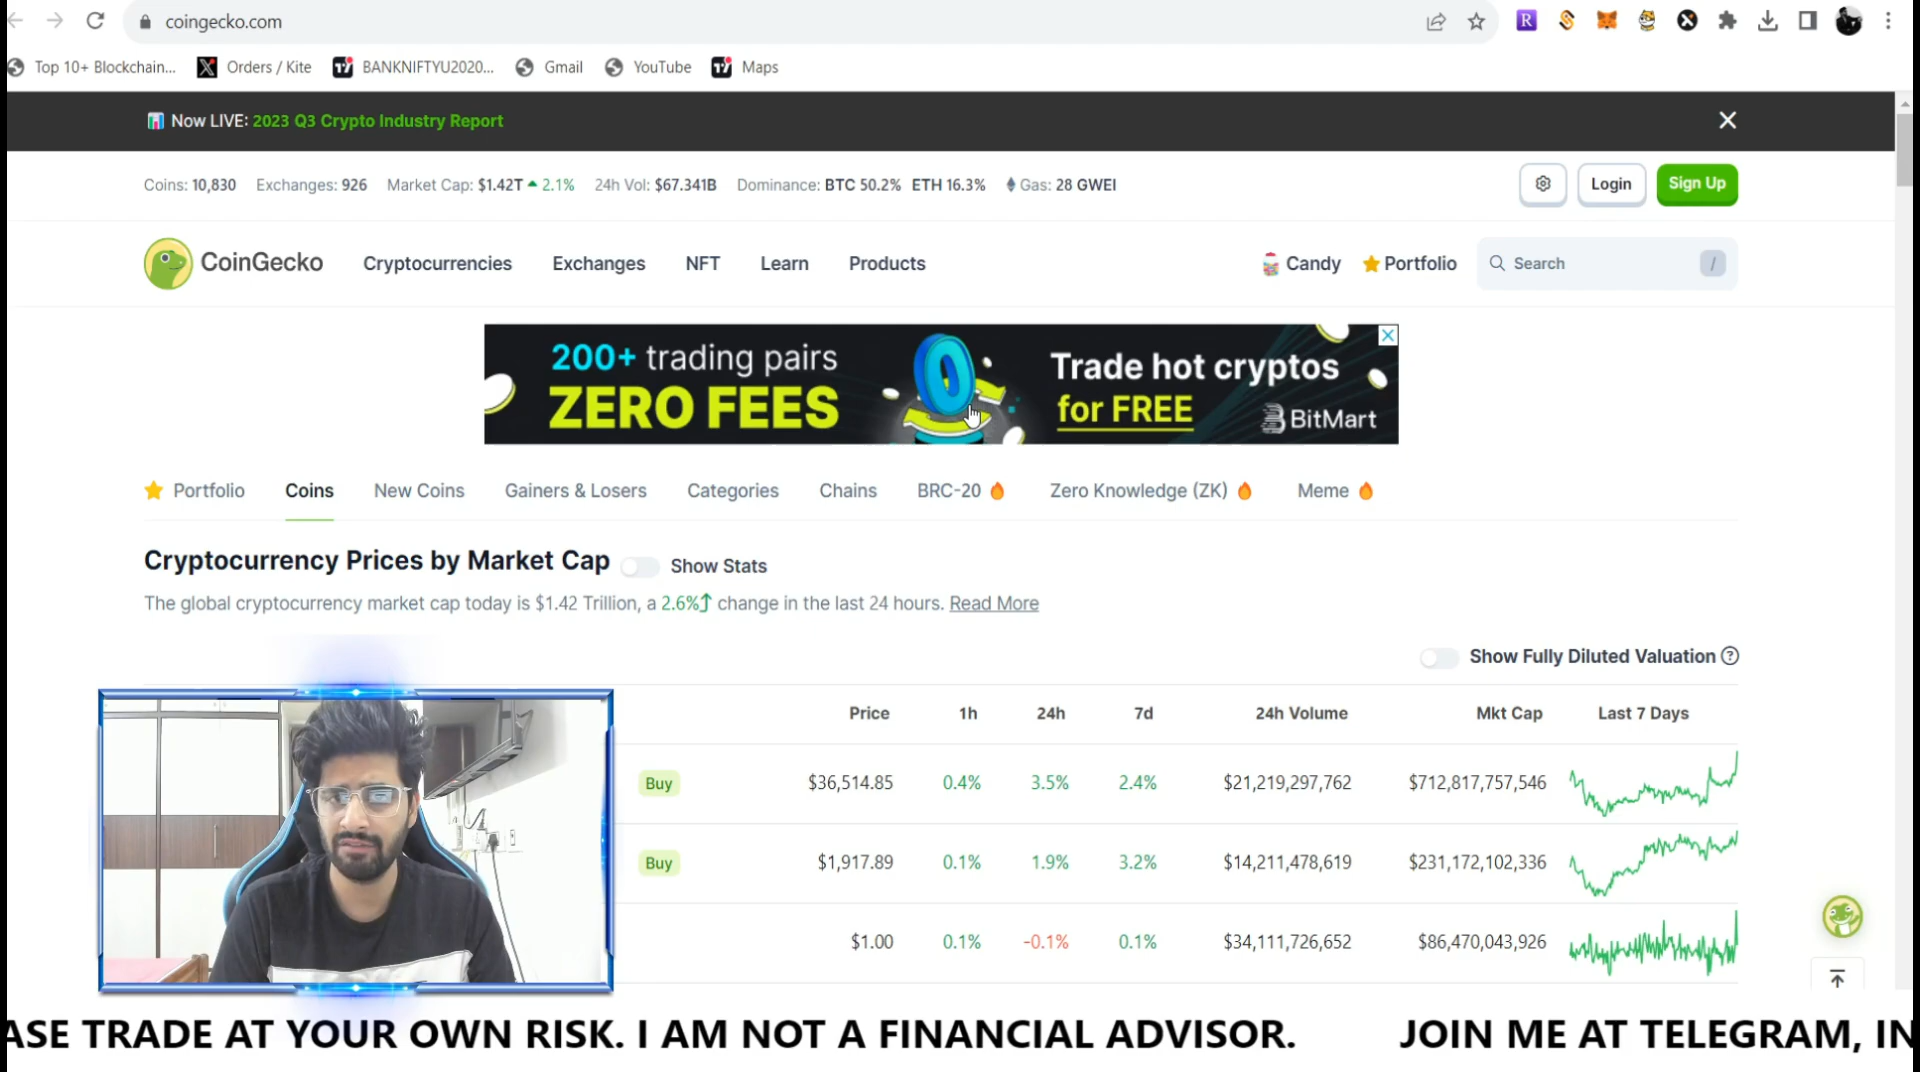 coingecko.com
Top 10+ Blockchain... Orders / Kite BANKNIFTYU2020... Gmail YouTube Maps
Now LIVE: 2023 Q3 Crypto Industry Report
Coins: 10,830 Exchanges: 926 Market Cap: $1.42T 2.1% 24h Vol: $67.341B Dominance: BTC 50.2% ETH 16.3% Gas: 28 GWEI
Login Sign Up
CoinGecko Cryptocurrencies Exchanges NFT Learn Products Candy Portfolio Search /
200+ trading pairs
ZERO FEES
Trade hot cryptos
for FREE
BitMart
Portfolio Coins New Coins Gainers & Losers Categories Chains BRC-20 Zero Knowledge (ZK) Meme
Cryptocurrency Prices by Market Cap Show Stats
The global cryptocurrency market cap today is $1.42 Trillion, a 2.6% change in the last 24 hours. Read More
Show Fully Diluted Valuation
Price 1h 24h 7d 24h Volume Mkt Cap Last 7 Days
Buy $36,514.85 0.4% 3.5% 2.4% $21,219,297,762 $712,817,757,546
Buy $1,917.89 0.1% 1.9% 3.2% $14,211,478,619 $231,172,102,336
$1.00 0.1% -0.1% 0.1% $34,111,726,652 $86,470,043,926
ASE TRADE AT YOUR OWN RISK. I AM NOT A FINANCIAL ADVISOR. JOIN ME AT TELEGRAM, IN